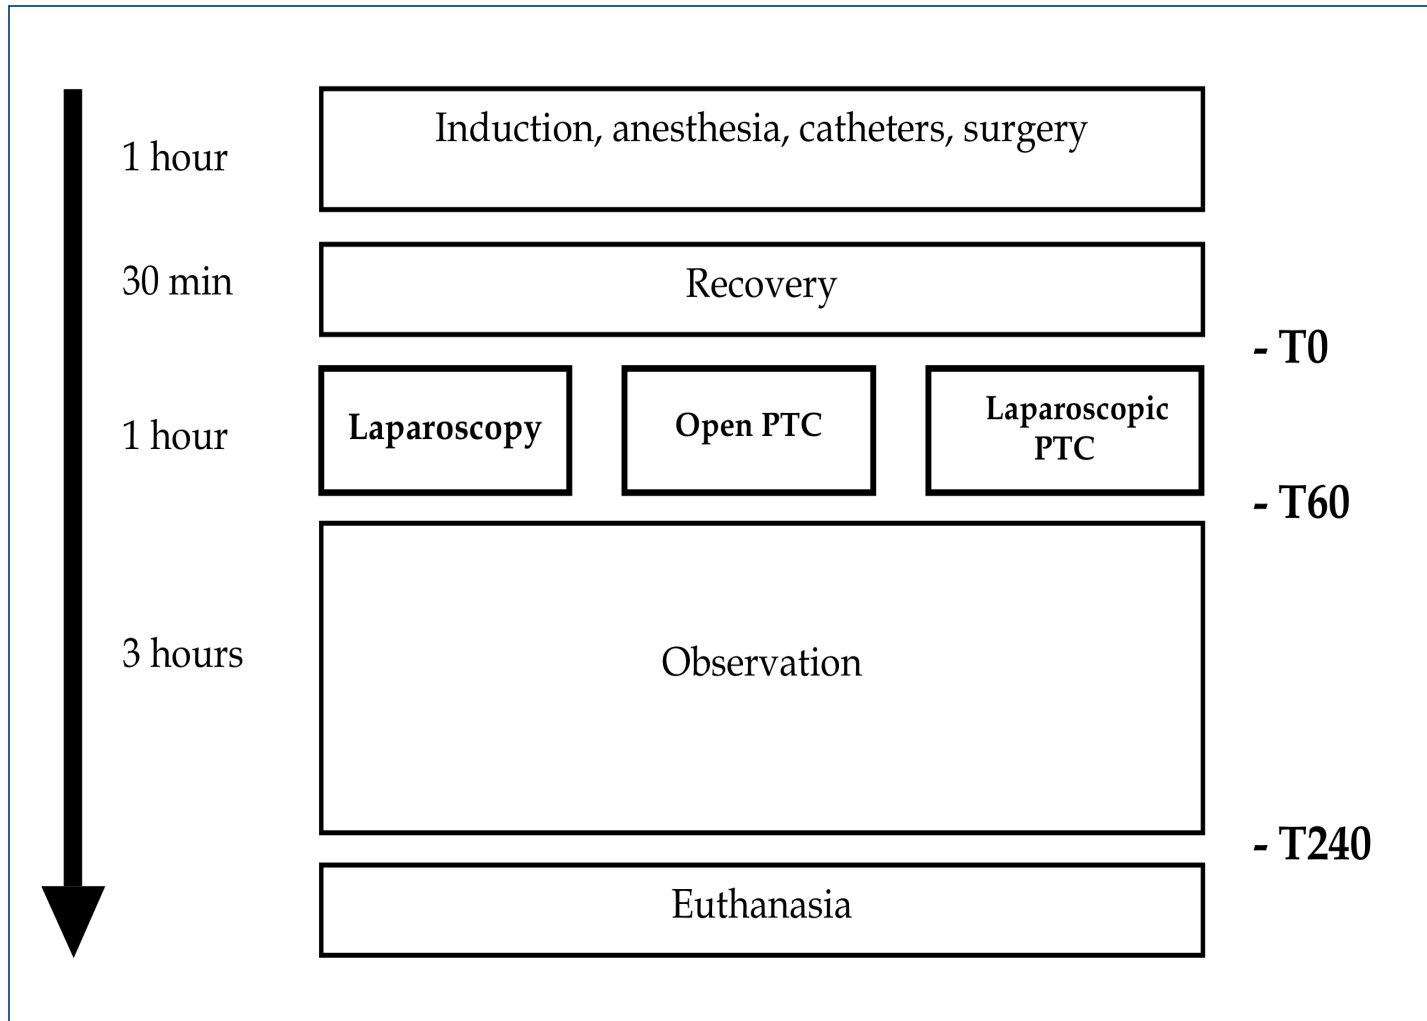 1 hour
Induction, anesthesia, catheters, surgery
30 min
Recovery
- T0
1 hour
Laparoscopy
Open PTC
Laparoscopic
PTC
- T60
3 hours
Observation
- T240
Euthanasia